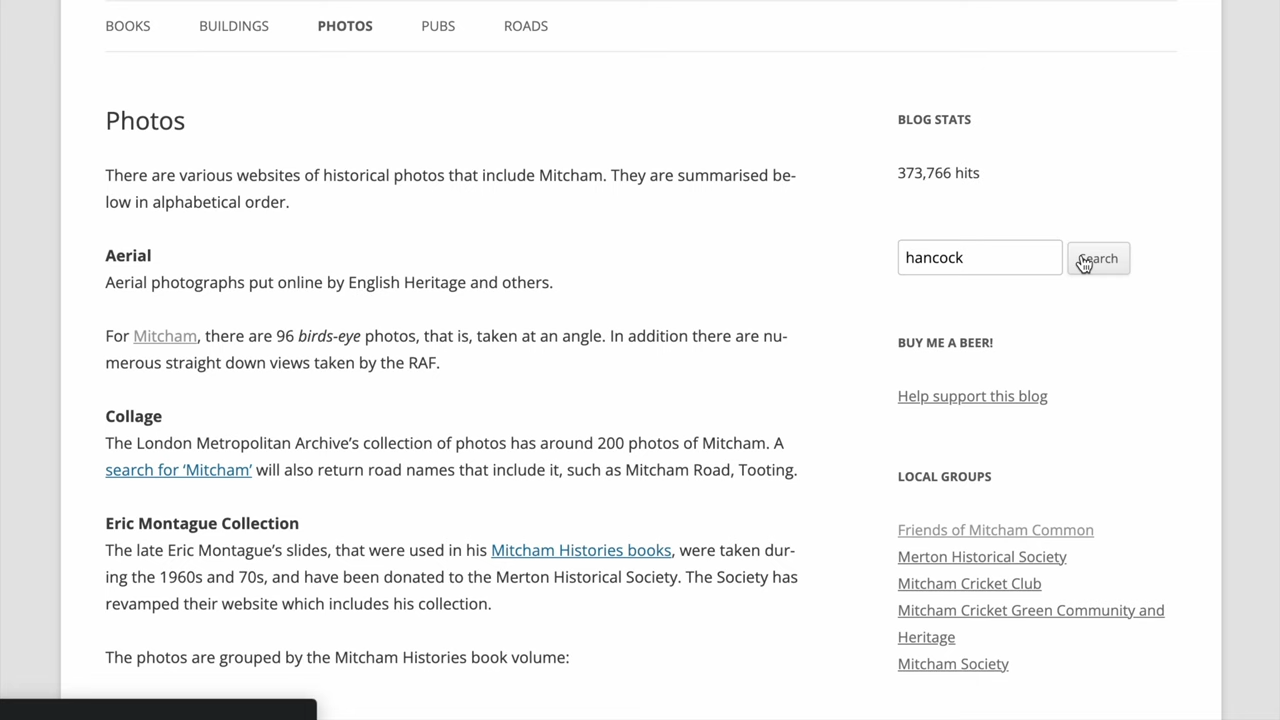 BOOKS BUILDINGS PHOTOS PUBS ROADS
Photos
There are various websites of historical photos that include Mitcham. They are summarised be-
low in alphabetical order.
Aerial
Aerial photographs put online by English Heritage and others.
For Mitcham, there are 96 birds-eye photos, that is, taken at an angle. In addition there are nu-
merous straight down views taken by the RAF.
Collage
The London Metropolitan Archive’s collection of photos has around 200 photos of Mitcham. A
search for ‘Mitcham’ will also return road names that include it, such as Mitcham Road, Tooting.
Eric Montague Collection
The late Eric Montague’s slides, that were used in his Mitcham Histories books, were taken dur-
ing the 1960s and 70s, and have been donated to the Merton Historical Society. The Society has
revamped their website which includes his collection.
The photos are grouped by the Mitcham Histories book volume:
BLOG STATS
373,766 hits
hancock Search
BUY ME A BEER!
Help support this blog
LOCAL GROUPS
Friends of Mitcham Common
Merton Historical Society
Mitcham Cricket Club
Mitcham Cricket Green Community and
Heritage
Mitcham Society